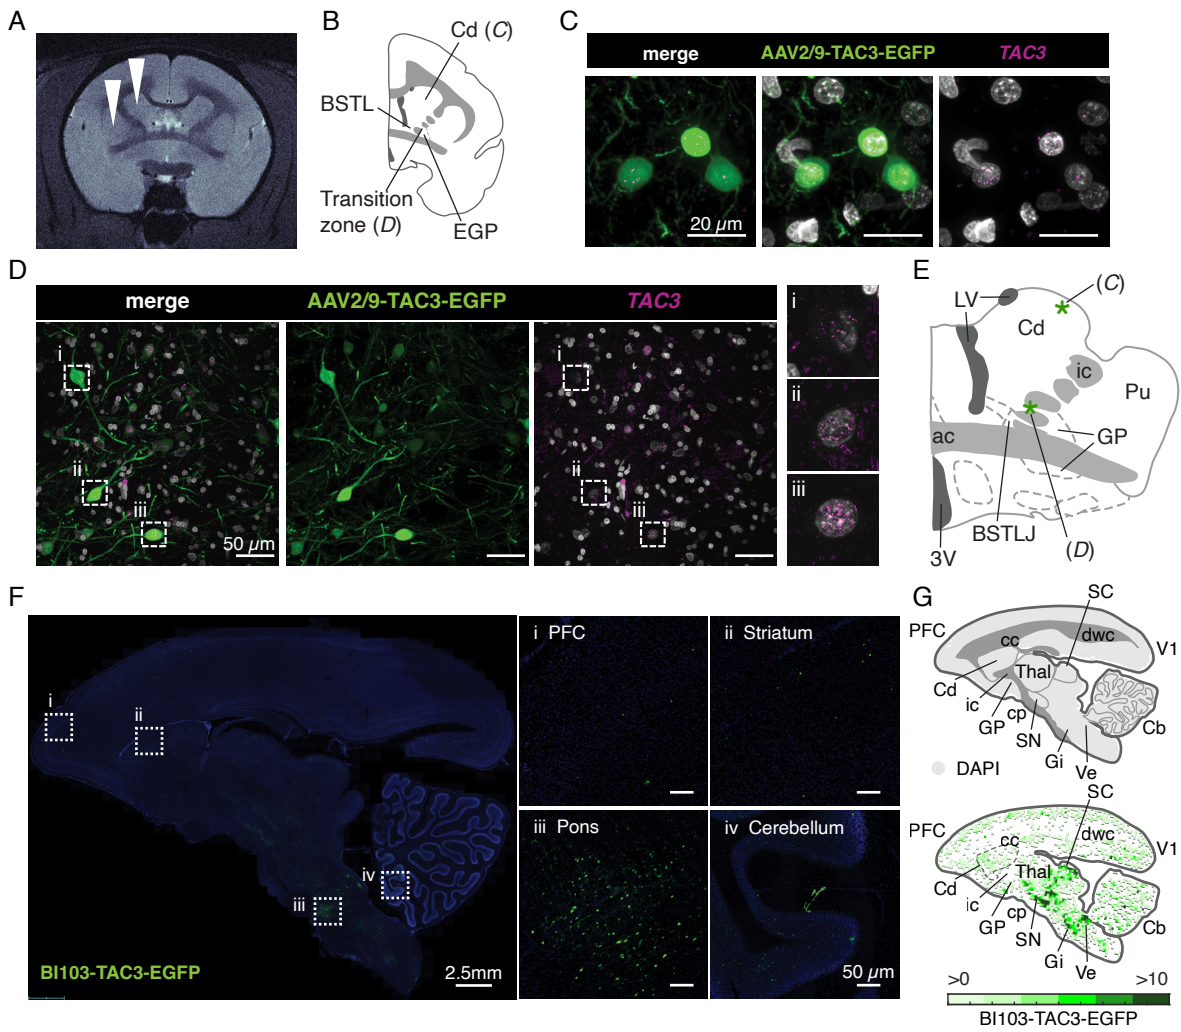 A
B
Cd (C)
BSTL
Transition
zone (D)
EGP
C
merge
AAV2/9-TAC3-EGFP
TAC3
20 µm
D
merge
AAV2/9-TAC3-EGFP
TAC3
i
ii
iii
50 µm
i
ii
iii
i
ii
iii
E
LV
(C)
Cd
ic
Pu
ac
GP
BSTLJ
3V
(D)
F
i
ii
iii
iv
BI103-TAC3-EGFP
2.5mm
i PFC
ii Striatum
iii Pons
iv Cerebellum
50 µm
G
SC
PFC
cc
dwc
V1
Thal
Cd
ic
GP
cp
SN
Gi
Ve
Cb
DAPI
SC
PFC
cc
dwc
V1
Thal
Cd
ic
GP
cp
SN
Gi
Ve
Cb
>0
>10
BI103-TAC3-EGFP